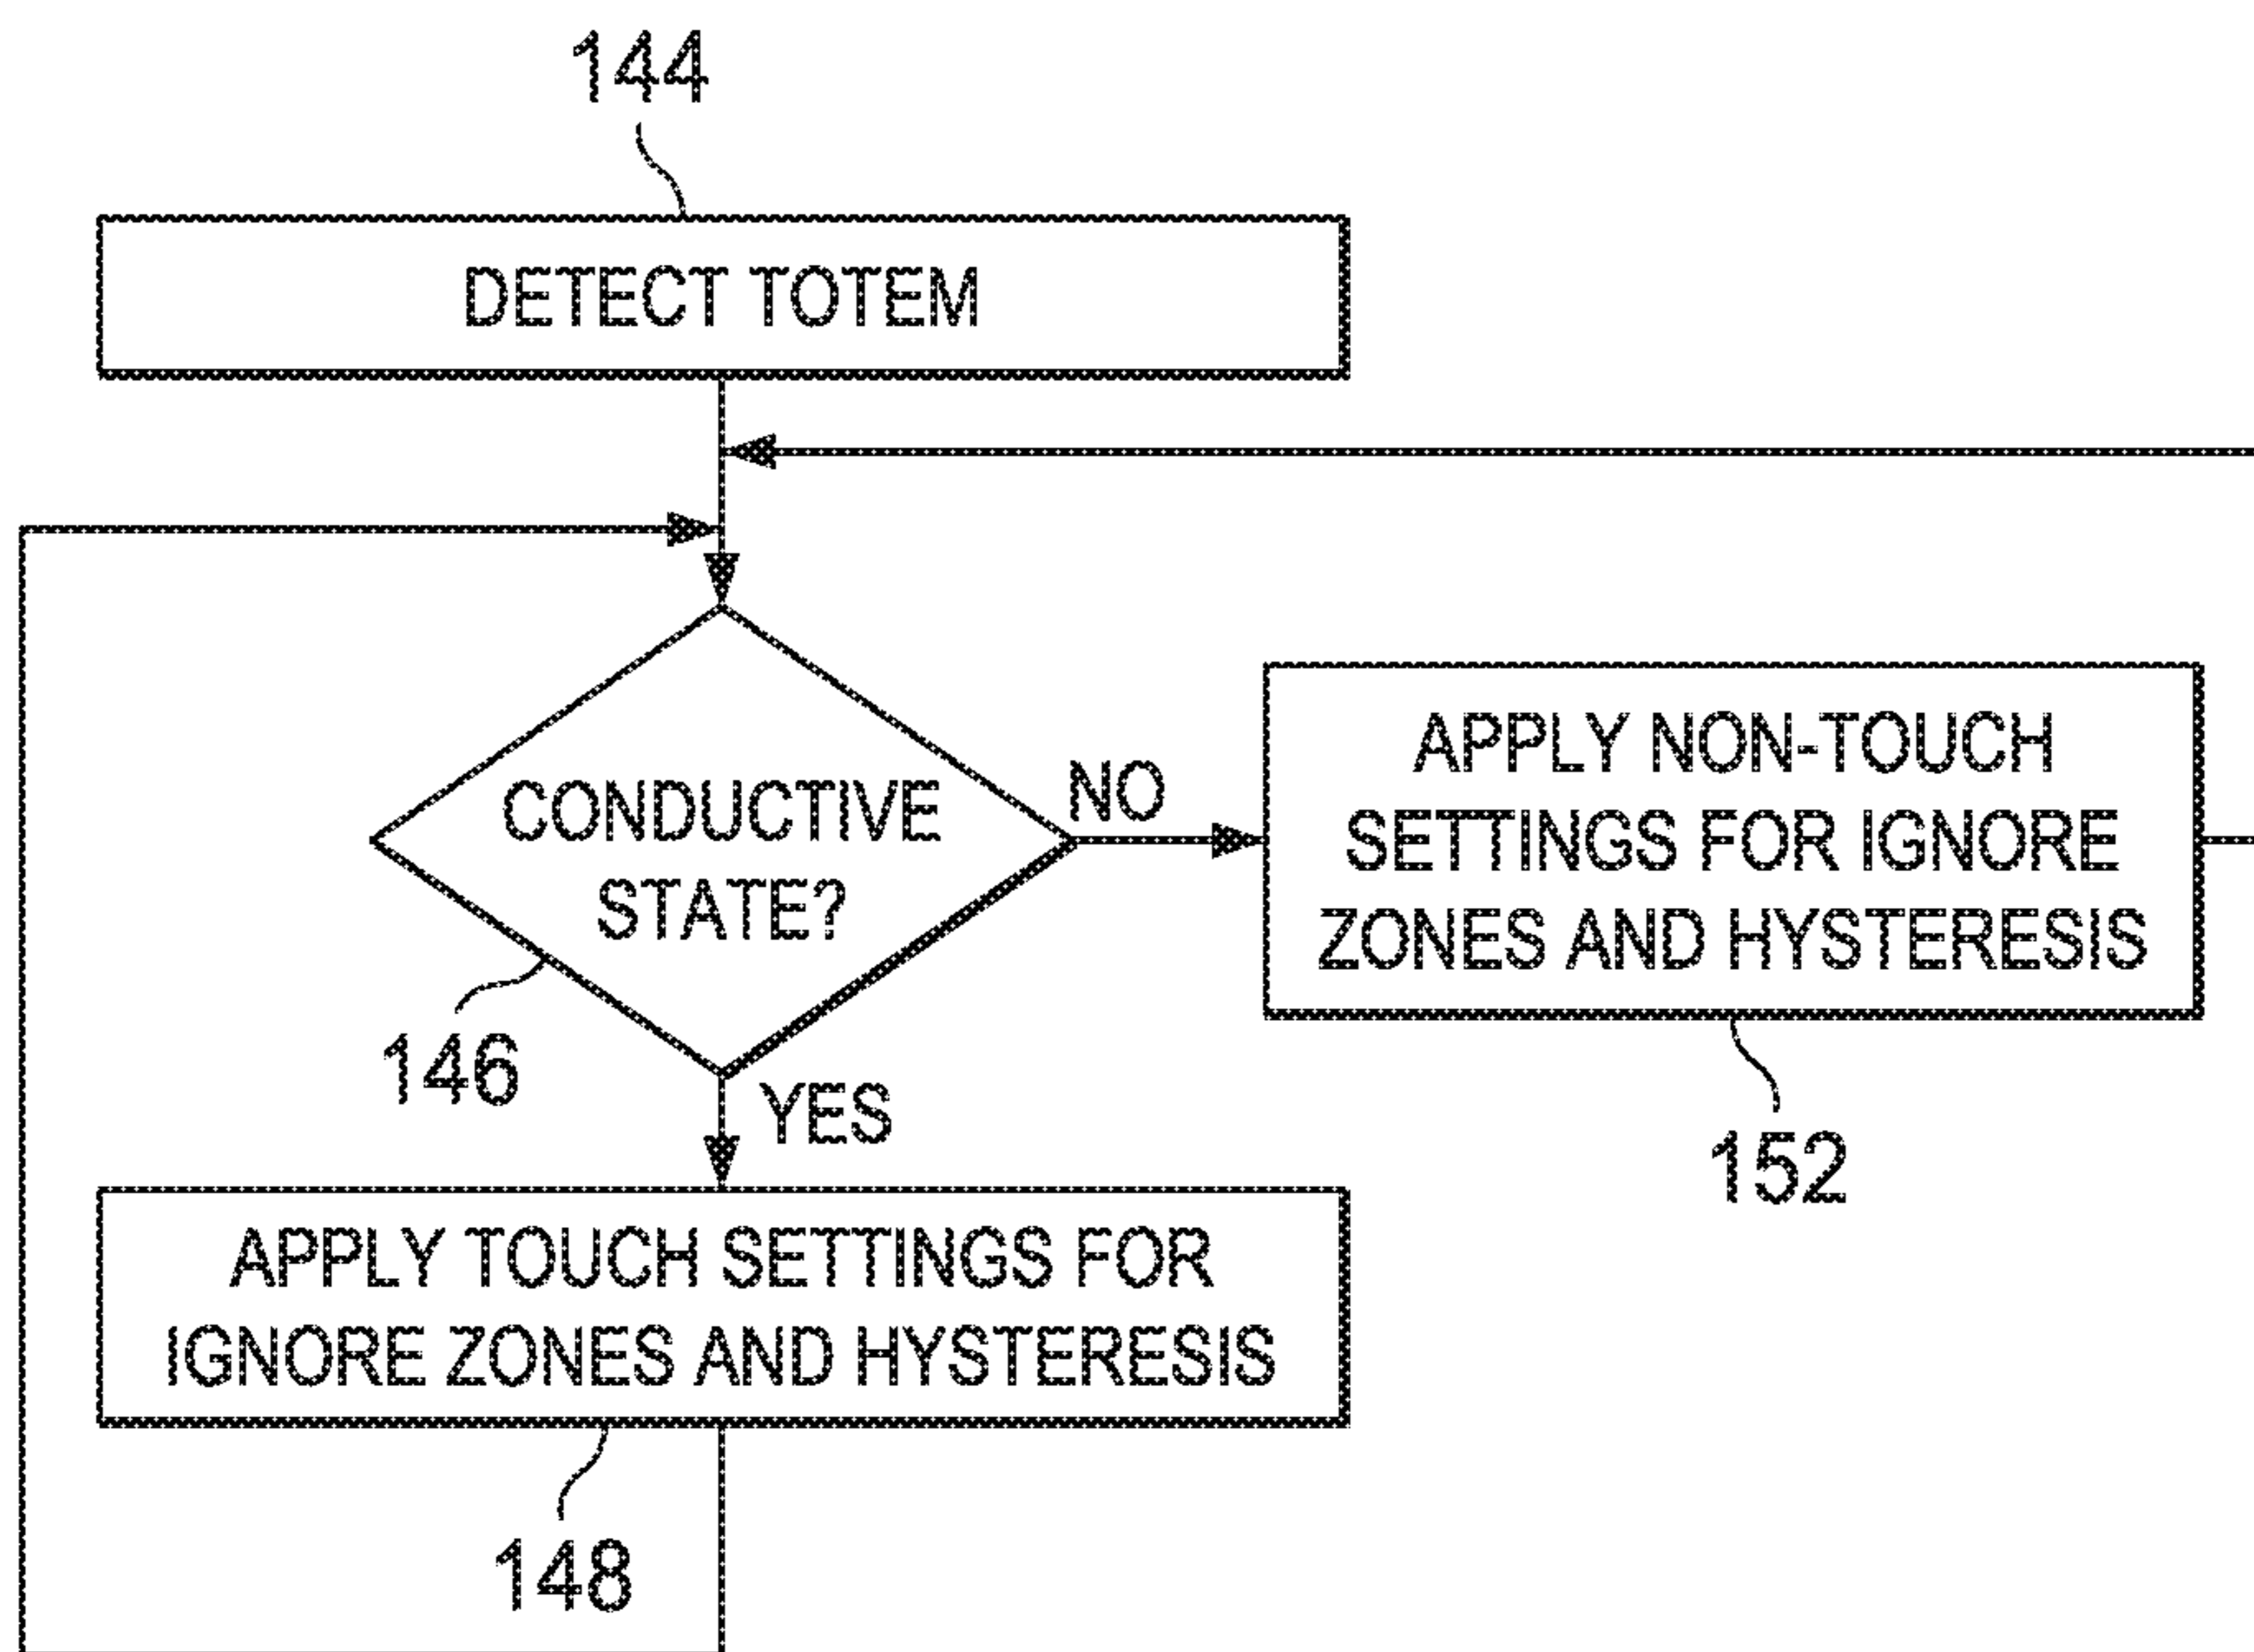 144
DETECT TOTEM
CONDUCTIVE
STATE?
NO
APPLY NON-TOUCH
SETTINGS FOR IGNORE
ZONES AND HYSTERESIS
146
YES
152
APPLY TOUCH SETTINGS FOR
IGNORE ZONES AND HYSTERESIS
148